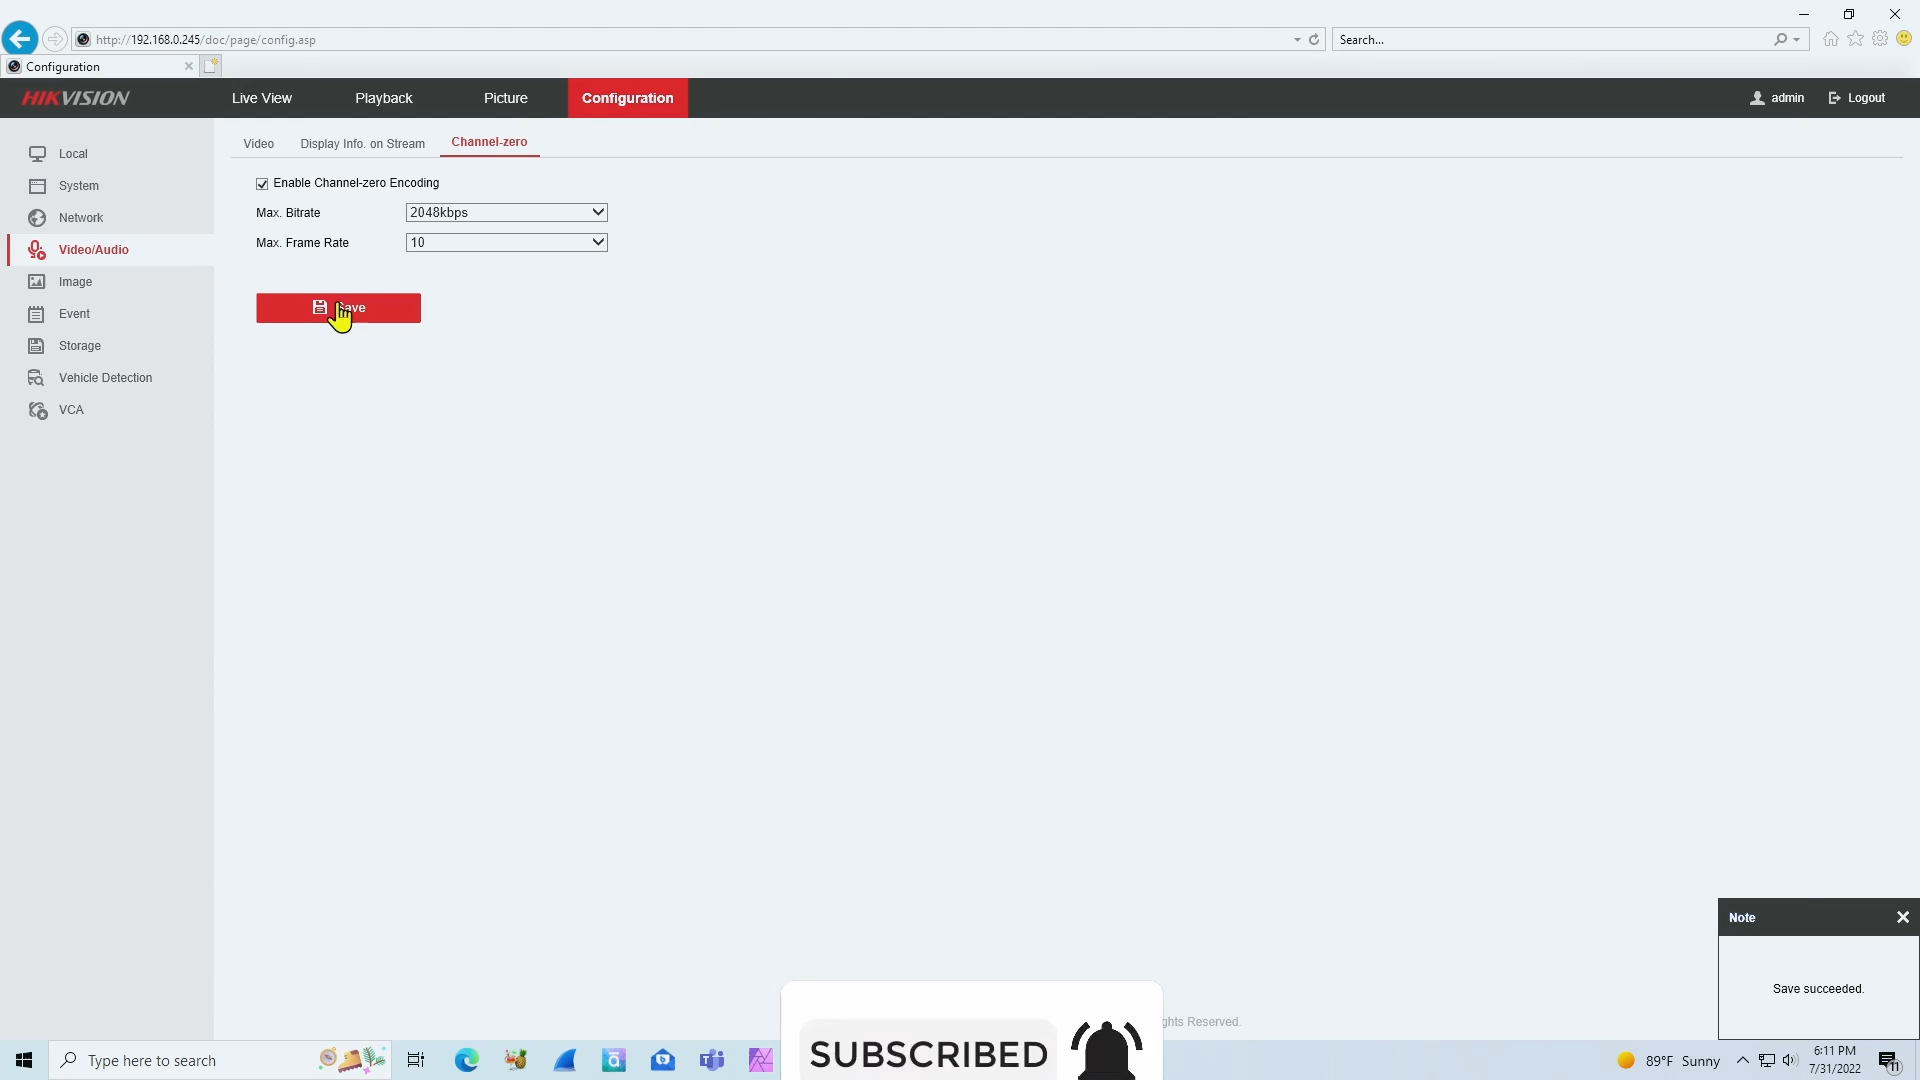 http://192.168.0.245/doc/page/config.asp
Search...
Configuration
HIKVISION
Live View
Playback
Picture
Configuration
admin
Logout
Local
System
Network
Video/Audio
Image
Event
Storage
Vehicle Detection
VCA
Video
Display Info. on Stream
Channel-zero
Enable Channel-zero Encoding
Max. Bitrate
2048kbps
Max. Frame Rate
10
Note
Save succeeded.
Reserved.
SUBSCRIBED
Type here to search
89°F Sunny
6:11 PM
7/31/2022
11